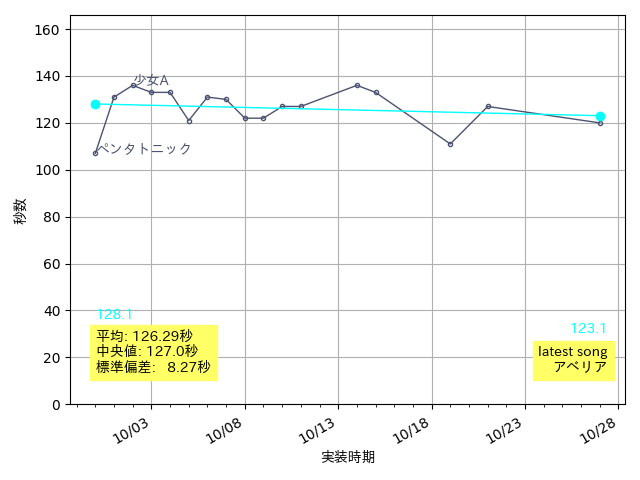 160
140
120
100
80
60
40
20
0
秒数
少女A
ペンタトニック
128.1
平均: 126.29秒
中央値: 127.0秒
標準偏差:   8.27秒
123.1
latest song
アベリア
10/03
10/08
10/13
10/18
10/23
10/28
実装時期